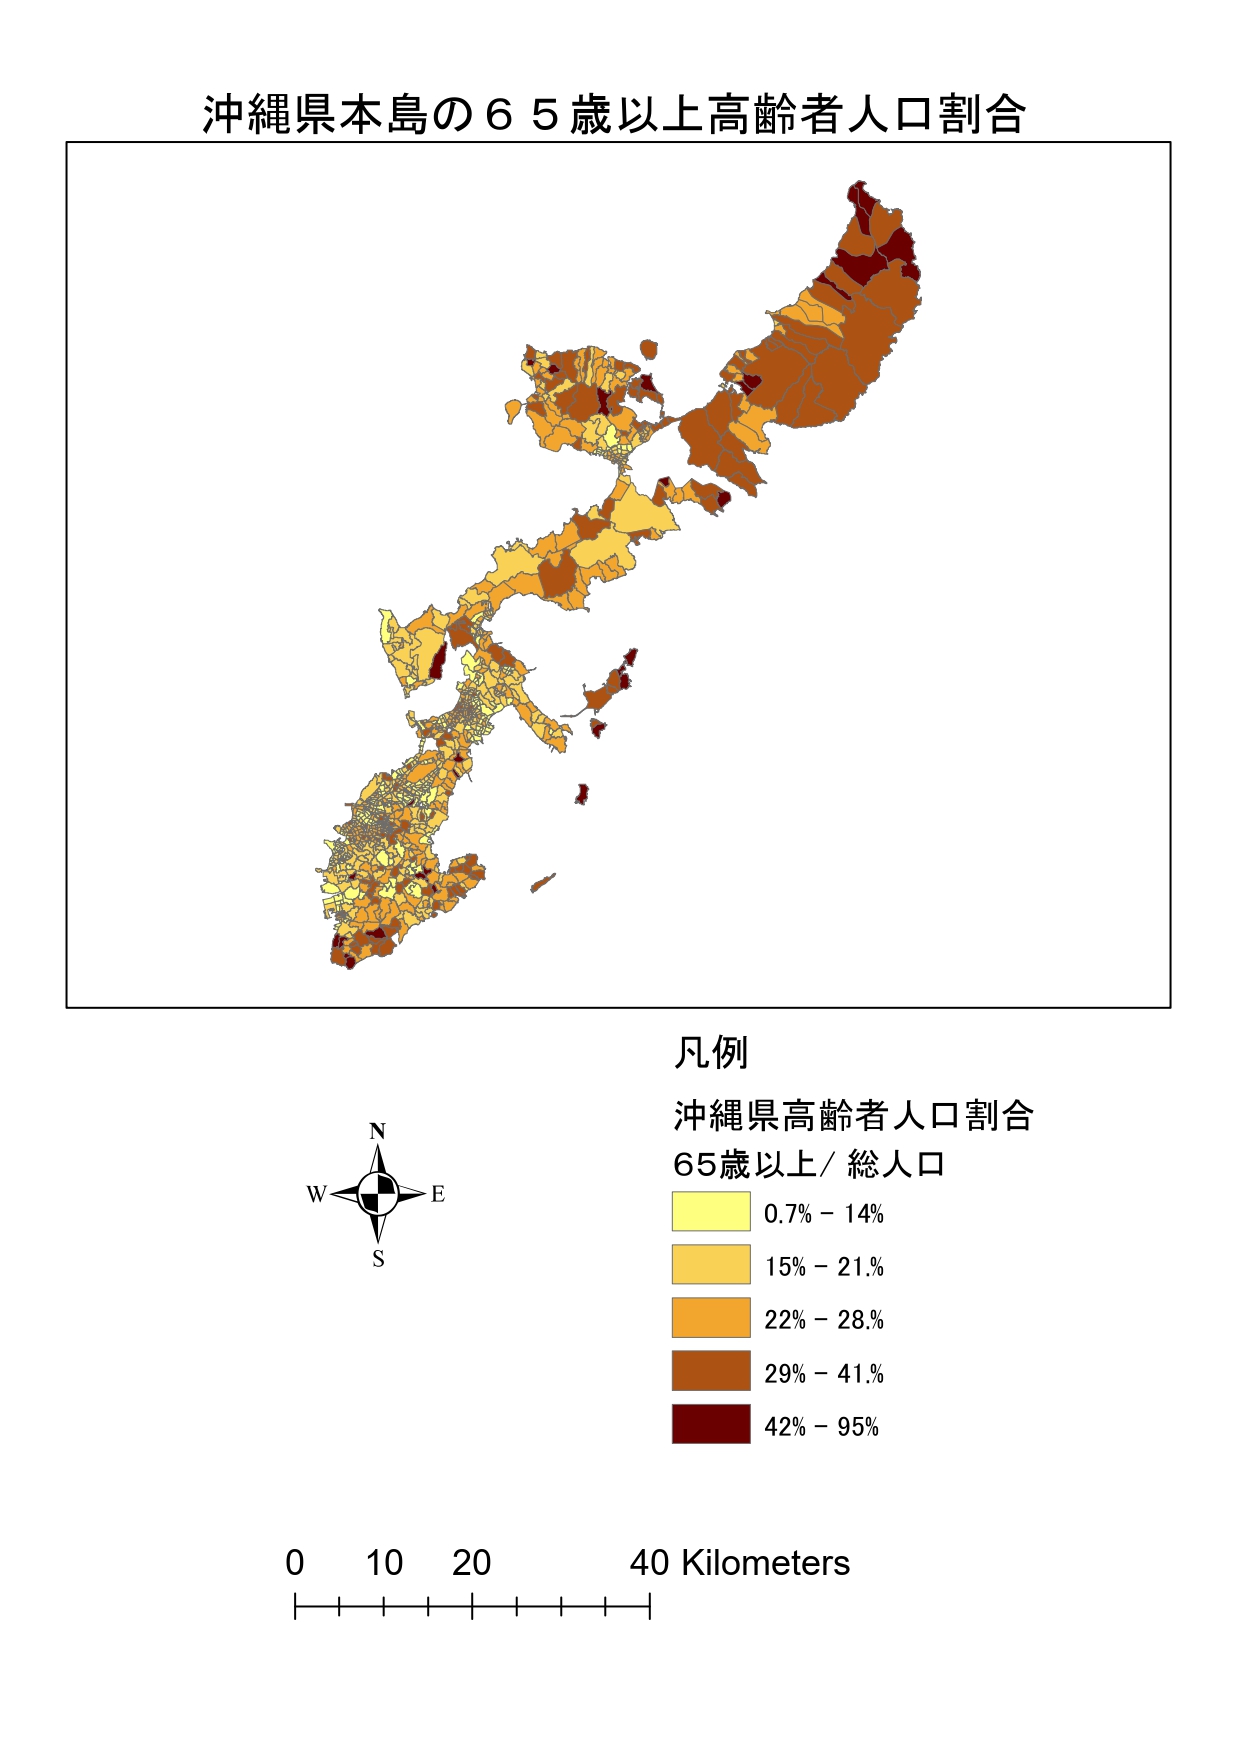 沖縄県本島の６５歳以上高齢者人口割合
凡例
沖縄県高齢者人口割合
65歳以上/ 総人口
0.7% - 14%
15% - 21.%
22% - 28.%
29% - 41.%
42% - 95%
N
W E
S
0 10 20 40 Kilometers